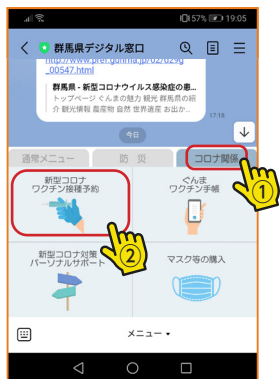 57% 19:05
群馬県デジタル窓口
http://www.pref.gunma.jp/02/d29g
_00547.html
群馬県 - 新型コロナウイルス感染症の患...
トップページ ぐんまの魅力 観光 群馬県の紹
介 観光情報 農産物 自然 世界遺産 お出か...
17:18
今日
通常メニュー 防 災 コロナ関係
新型コロナ
ワクチン接種予約
ぐんま
ワクチン手帳
①
新型コロナ対策
パーソナルサポート
②
マスク等の購入
メニュー ▾